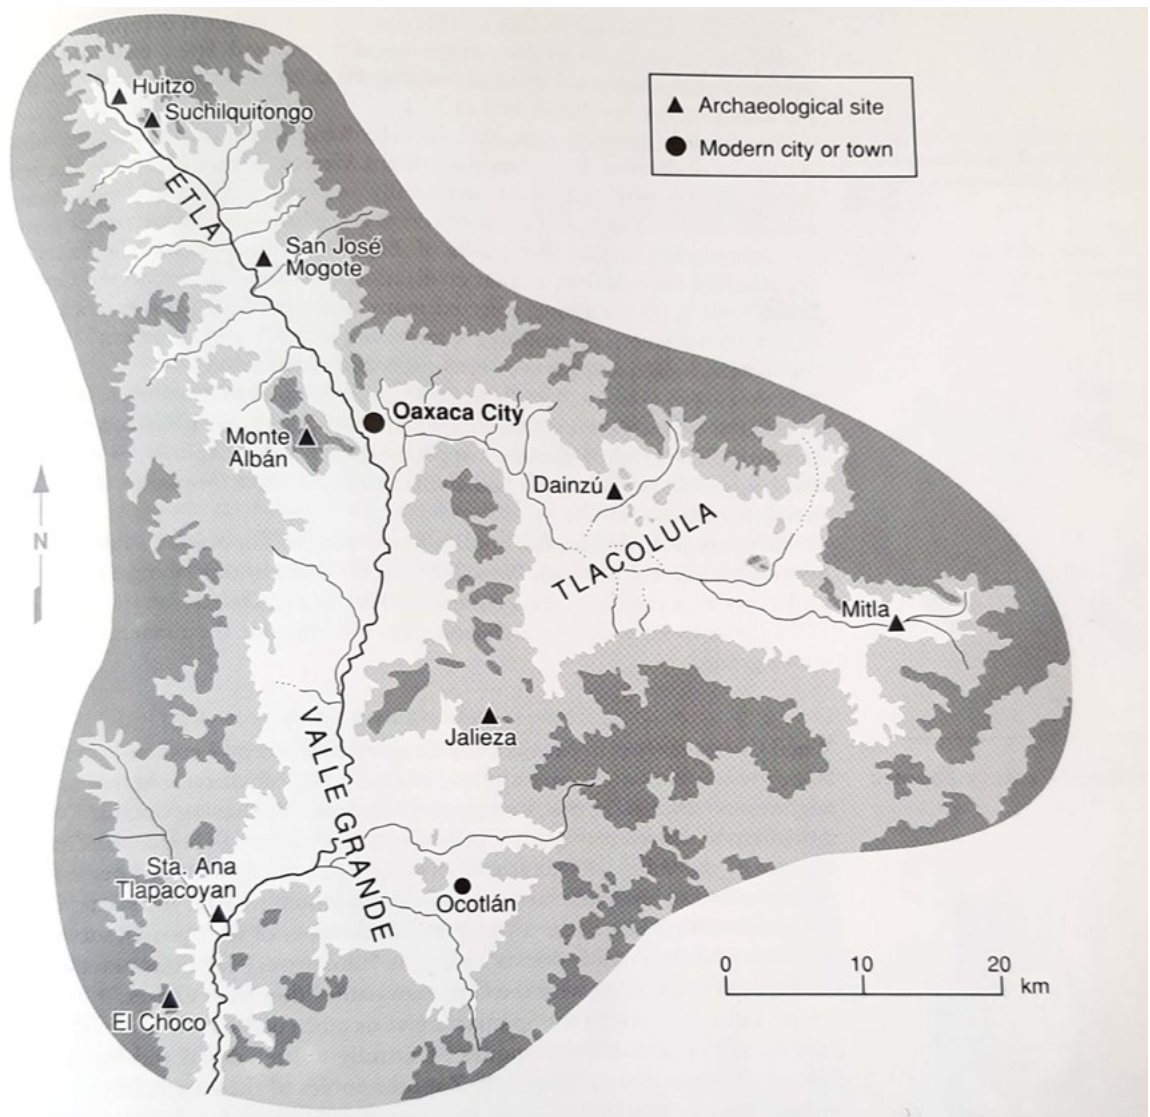 Huitzo
Suchilquitongo
Archaeological site
Modern city or town
ETLA
San José
Mogote
Oaxaca City
Monte
Albán
Dainzú
N
TLACOLULA
Mitla
VALLE GRANDE
Jalieza
Sta. Ana
Tlapacoyan
Ocotlán
0 10 20
km
El Choco